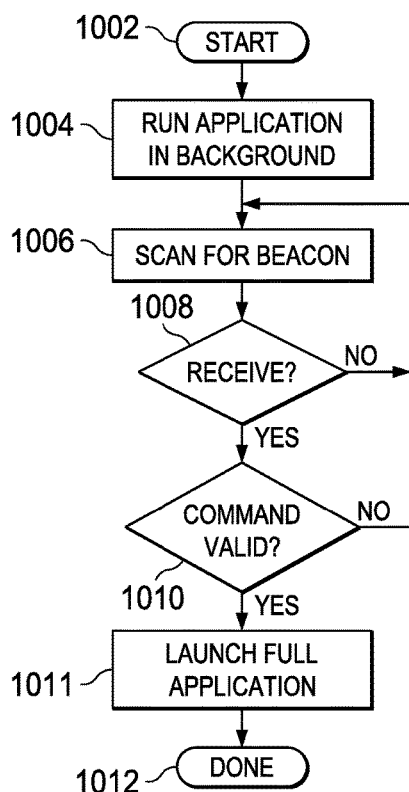 1002
START
1004
RUN APPLICATION
IN BACKGROUND
1006
SCAN FOR BEACON
1008
RECEIVE?
NO
YES
COMMAND
VALID?
NO
1010
YES
1011
LAUNCH FULL
APPLICATION
1012
DONE